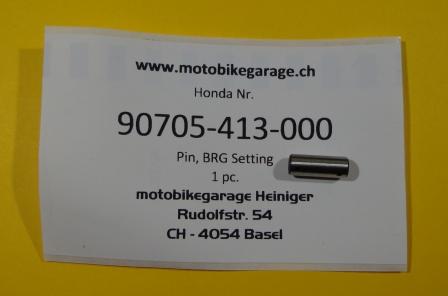 www.motobikegarage.ch
Honda Nr.
90705-413-000
Pin, BRG Setting
1 pc.
motobikegarage Heiniger
Rudolfstr. 54
CH - 4054 Basel